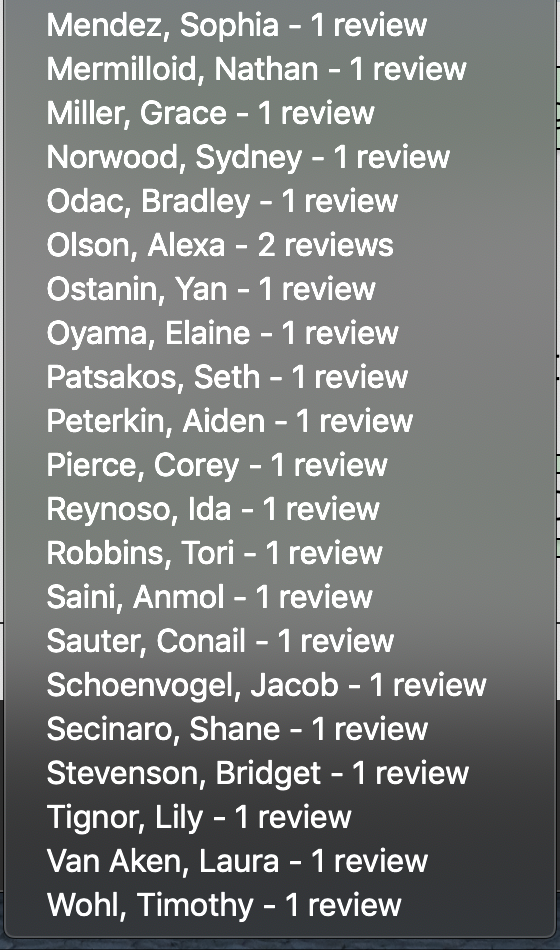 Mendez, Sophia - 1 review
Mermilloid, Nathan - 1 review
Miller, Grace - 1 review
Norwood, Sydney - 1 review
Odac, Bradley - 1 review
Olson, Alexa - 2 reviews
Ostanin, Yan - 1 review
Oyama, Elaine - 1 review
Patsakos, Seth - 1 review
Peterkin, Aiden - 1 review
Pierce, Corey - 1 review
Reynoso, Ida - 1 review
Robbins, Tori - 1 review
Saini, Anmol - 1 review
Sauter, Conail - 1 review
Schoenvogel, Jacob - 1 review
Secinaro, Shane - 1 review
Stevenson, Bridget - 1 review
Tignor, Lily - 1 review
Van Aken, Laura - 1 review
Wohl, Timothy - 1 review